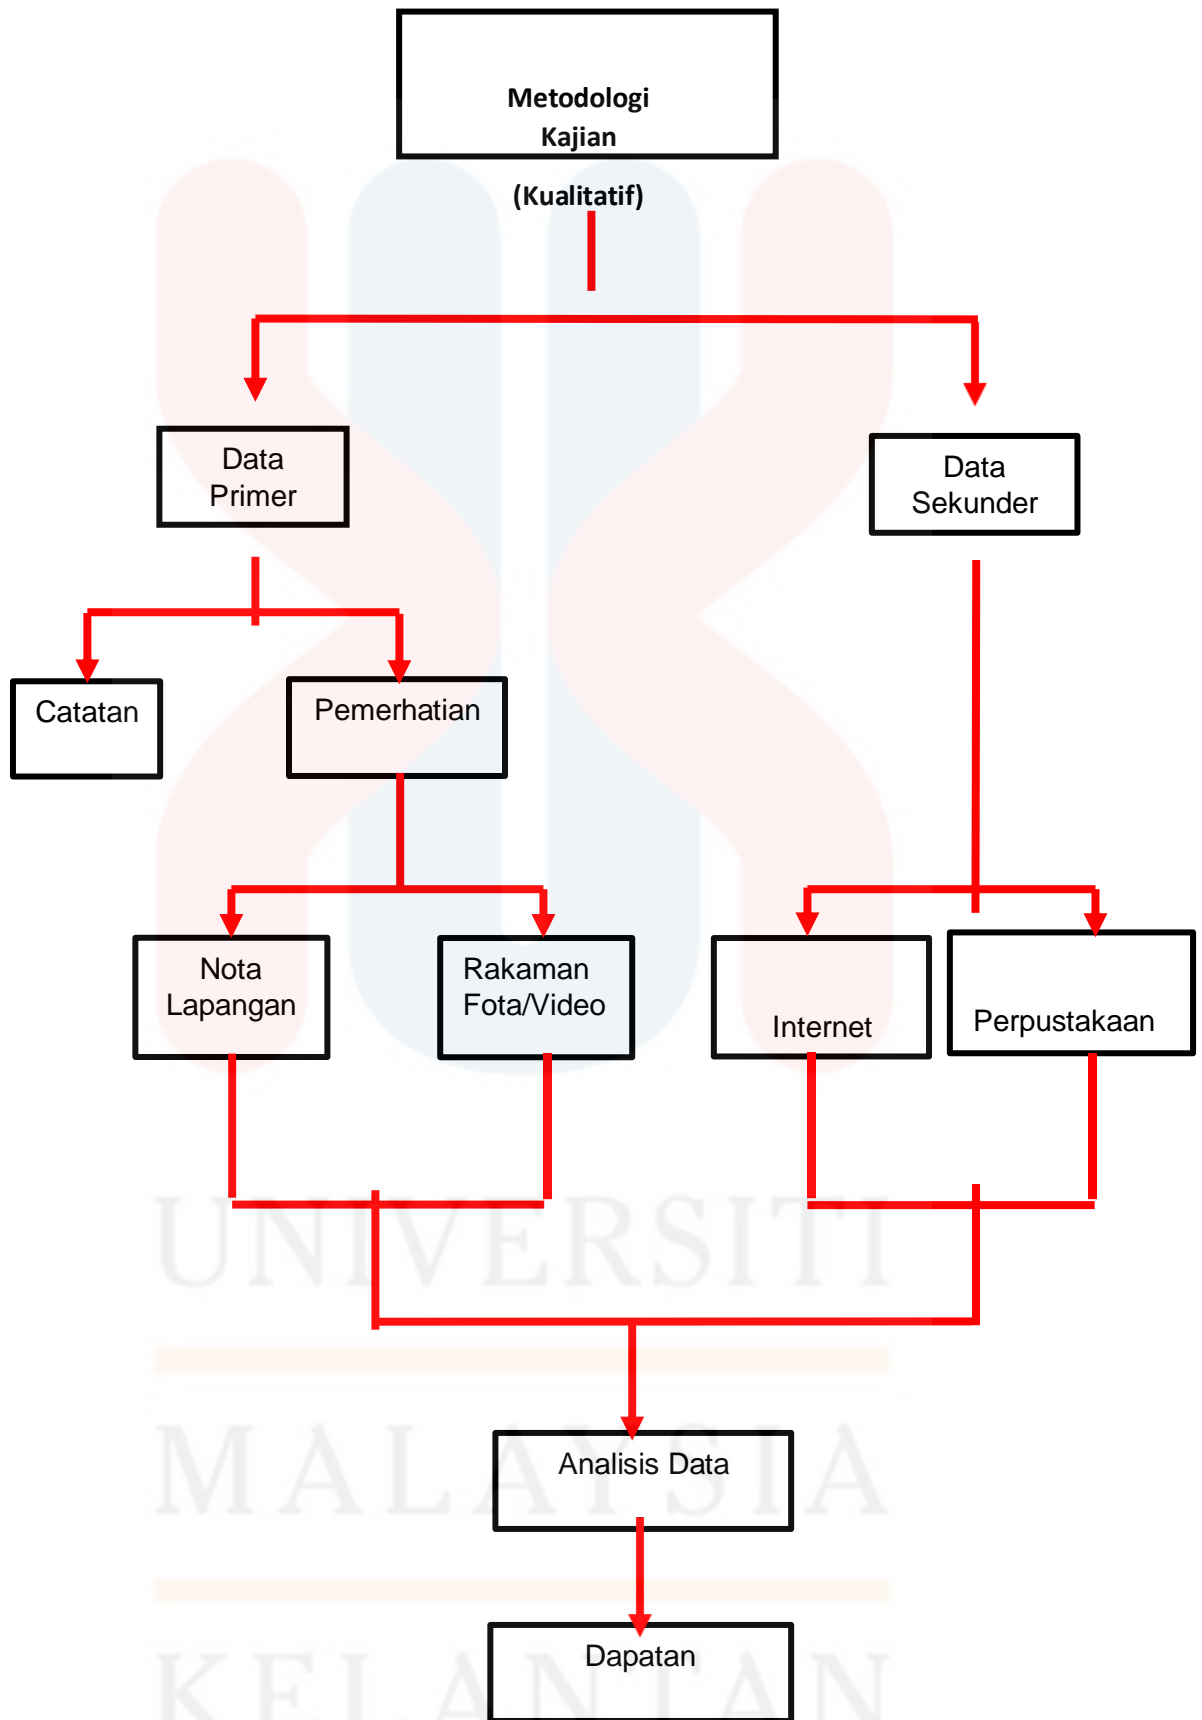 Metodologi
Kajian
(Kualitatif)
Data
Primer
Data
Sekunder
Catatan
Pemerhatian
Nota
Lapangan
Rakaman
Fota/Video
Internet
Perpustakaan
UNIVERSITI
Analisis Data
MALAYSIA
Dapatan
KELANTAN